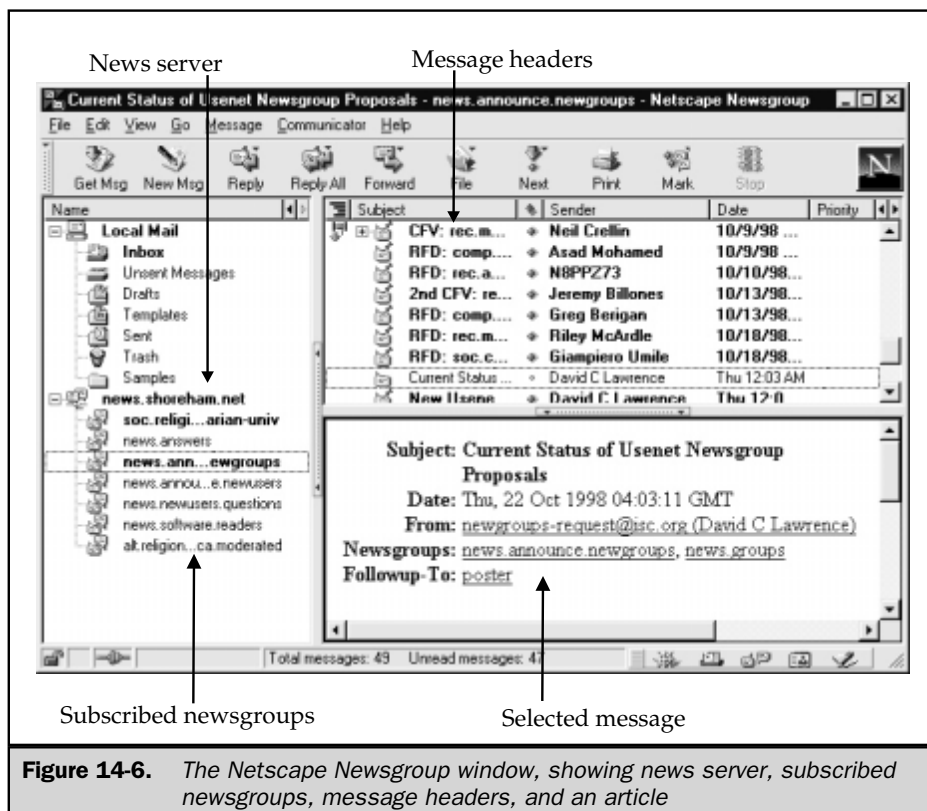 News server
Message headers
Current Status of Usenet Newsgroup Proposals - news.announce.newgroups - Netscape Newsgroup
File Edit View Go Message Communicator Help
Get Msg New Msg Reply Reply All Forward File Next Print Mark Stop
N
Name
Local Mail
Inbox
Unsent Messages
Drafts
Templates
Sent
Trash
Samples
news.shoreham.net
soc.religi...arian-univ
news.answers
news.ann...ewgroups
news.annou...e.newusers
news.newusers.questions
news.software.readers
alt.religion...ca.moderated
Subject Sender Date Priority
CFV: rec.m... Neil Crellin 10/9/98 ...
RFD: comp.... Asad Mohamed 10/9/98 ...
RFD: rec.a... N8PPZ73 10/10/98...
2nd CFV: re... Jeremy Billones 10/13/98...
RFD: comp.... Greg Berigan 10/13/98...
RFD: rec.m... Riley McArdle 10/18/98...
RFD: soc.c... Giampiero Umile 10/18/98...
Current Status ... David C Lawrence Thu 12:03 AM
New Usene David C Lawrence Thu 12:0
Subject: Current Status of Usenet Newsgroup
Proposals
Date: Thu, 22 Oct 1998 04:03:11 GMT
From: newgroups-request@isc.org (David C Lawrence)
Newsgroups: news.announce.newgroups, news.groups
Followup-To: poster
Total messages: 49 Unread messages: 47
Subscribed newsgroups
Selected message
Figure 14-6. The Netscape Newsgroup window, showing news server, subscribed
newsgroups, message headers, and an article